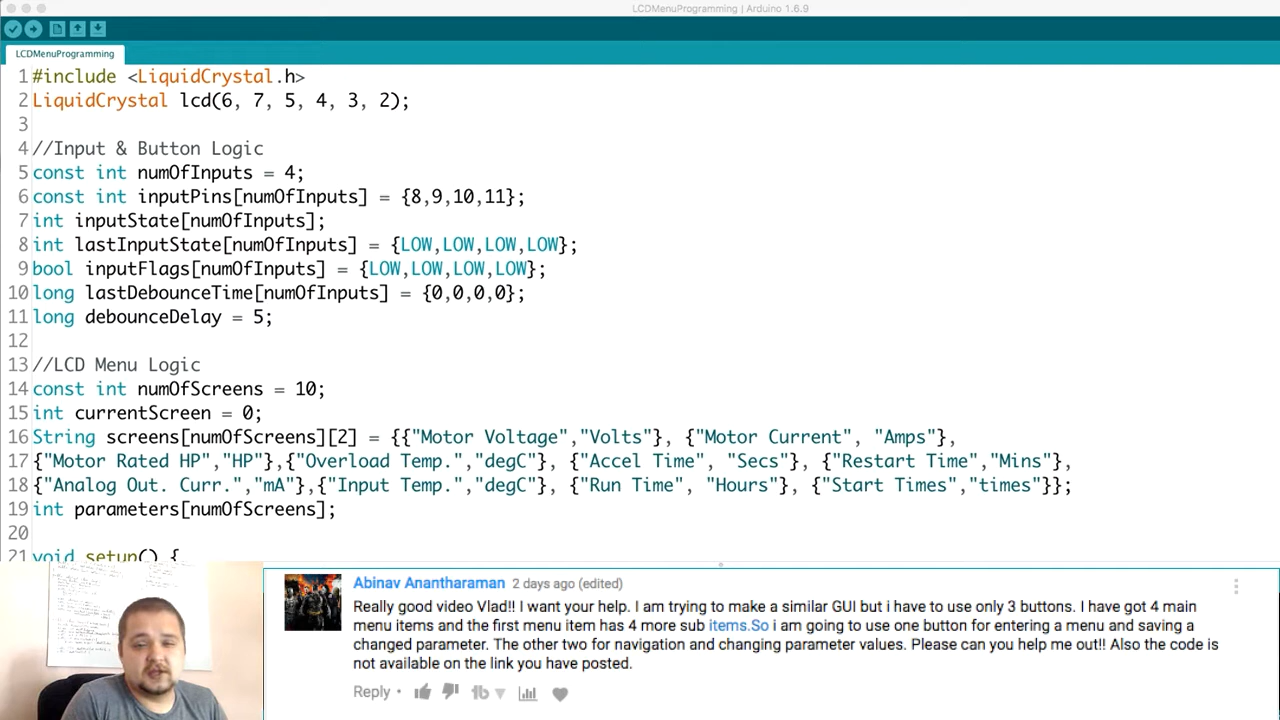 LCDMenuProgramming | Arduino 1.6.9
LCDMenuProgramming
1 #include <LiquidCrystal.h>
2 LiquidCrystal lcd(6, 7, 5, 4, 3, 2);
3
4 //Input & Button Logic
5 const int numOfInputs = 4;
6 const int inputPins[numOfInputs] = {8,9,10,11};
7 int inputState[numOfInputs];
8 int lastInputState[numOfInputs] = {LOW,LOW,LOW,LOW};
9 bool inputFlags[numOfInputs] = {LOW,LOW,LOW,LOW};
10 long lastDebounceTime[numOfInputs] = {0,0,0,0};
11 long debounceDelay = 5;
12
13 //LCD Menu Logic
14 const int numOfScreens = 10;
15 int currentScreen = 0;
16 String screens[numOfScreens][2] = {{"Motor Voltage","Volts"}, {"Motor Current", "Amps"},
17 {"Motor Rated HP","HP"},{"Overload Temp.","degC"}, {"Accel Time", "Secs"}, {"Restart Time","Mins"},
18 {"Analog Out. Curr.","mA"},{"Input Temp.","degC"}, {"Run Time", "Hours"}, {"Start Times","times"}};
19 int parameters[numOfScreens];
20
21 void setup() {
Abinav Anantharaman 2 days ago (edited)
Really good video Vlad!! I want your help. I am trying to make a similar GUI but i have to use only 3 buttons. I have got 4 main
menu items and the first menu item has 4 more sub items.So i am going to use one button for entering a menu and saving a
changed parameter. The other two for navigation and changing parameter values. Please can you help me out!! Also the code is
not available on the link you have posted.
Reply •